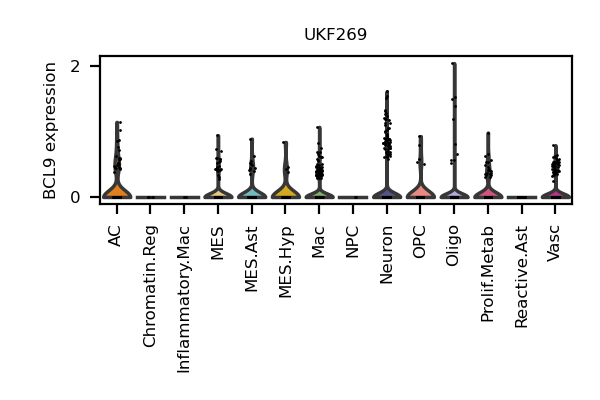 UKF269
BCL9 expression
2
0
AC
Chromatin.Reg
Inflammatory.Mac
MES
MES.Ast
MES.Hyp
Mac
NPC
Neuron
OPC
Oligo
Prolif.Metab
Reactive.Ast
Vasc